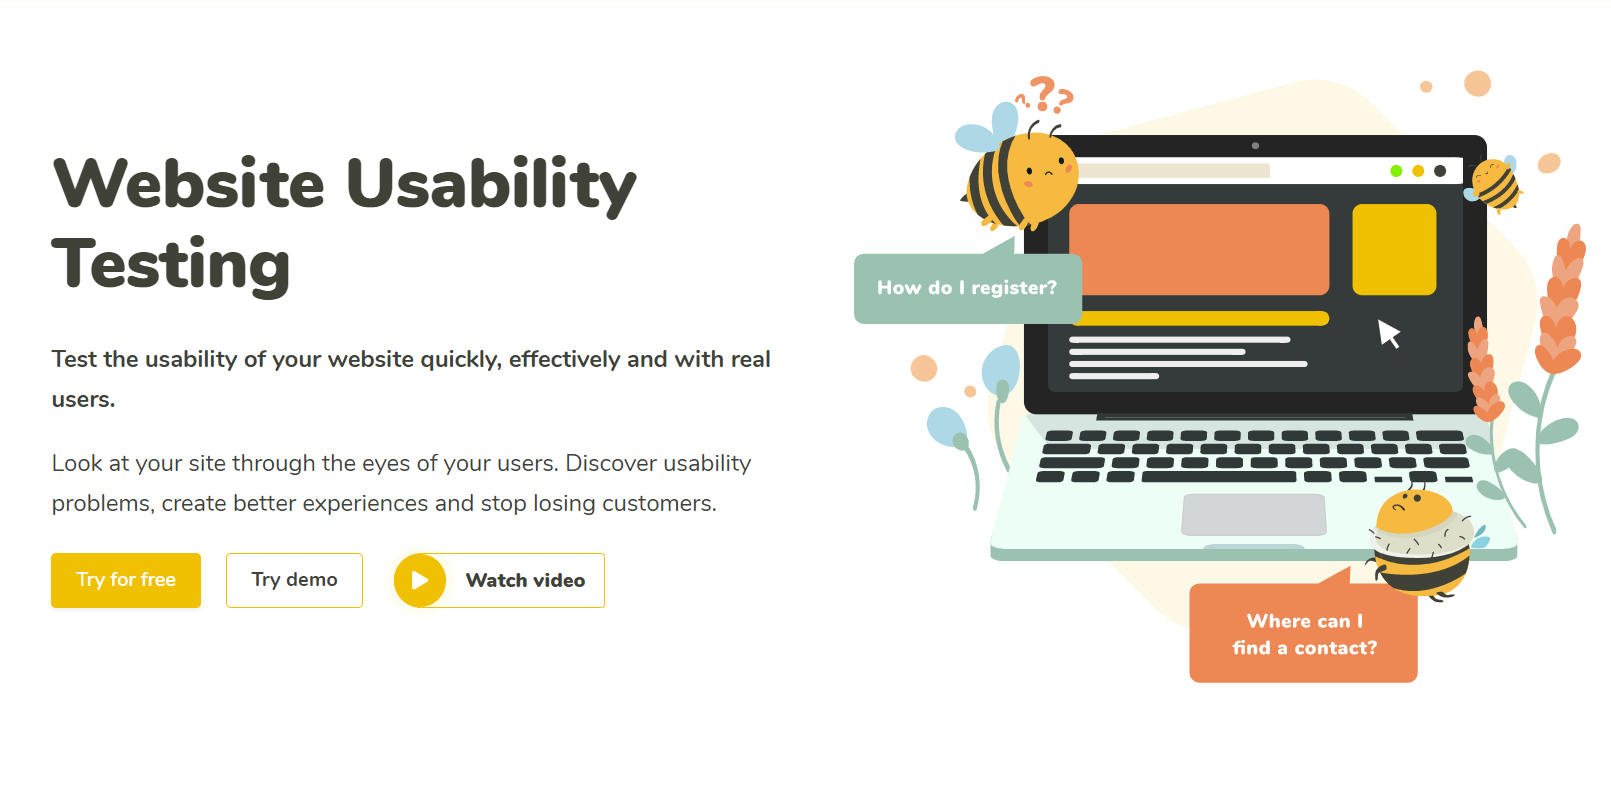 Website Usability
Testing
Test the usability of your website quickly, effectively and with real
users.
Look at your site through the eyes of your users. Discover usability
problems, create better experiences and stop losing customers.
Try for free
Try demo
Watch video
???
How do I register?
Where can I
find a contact?